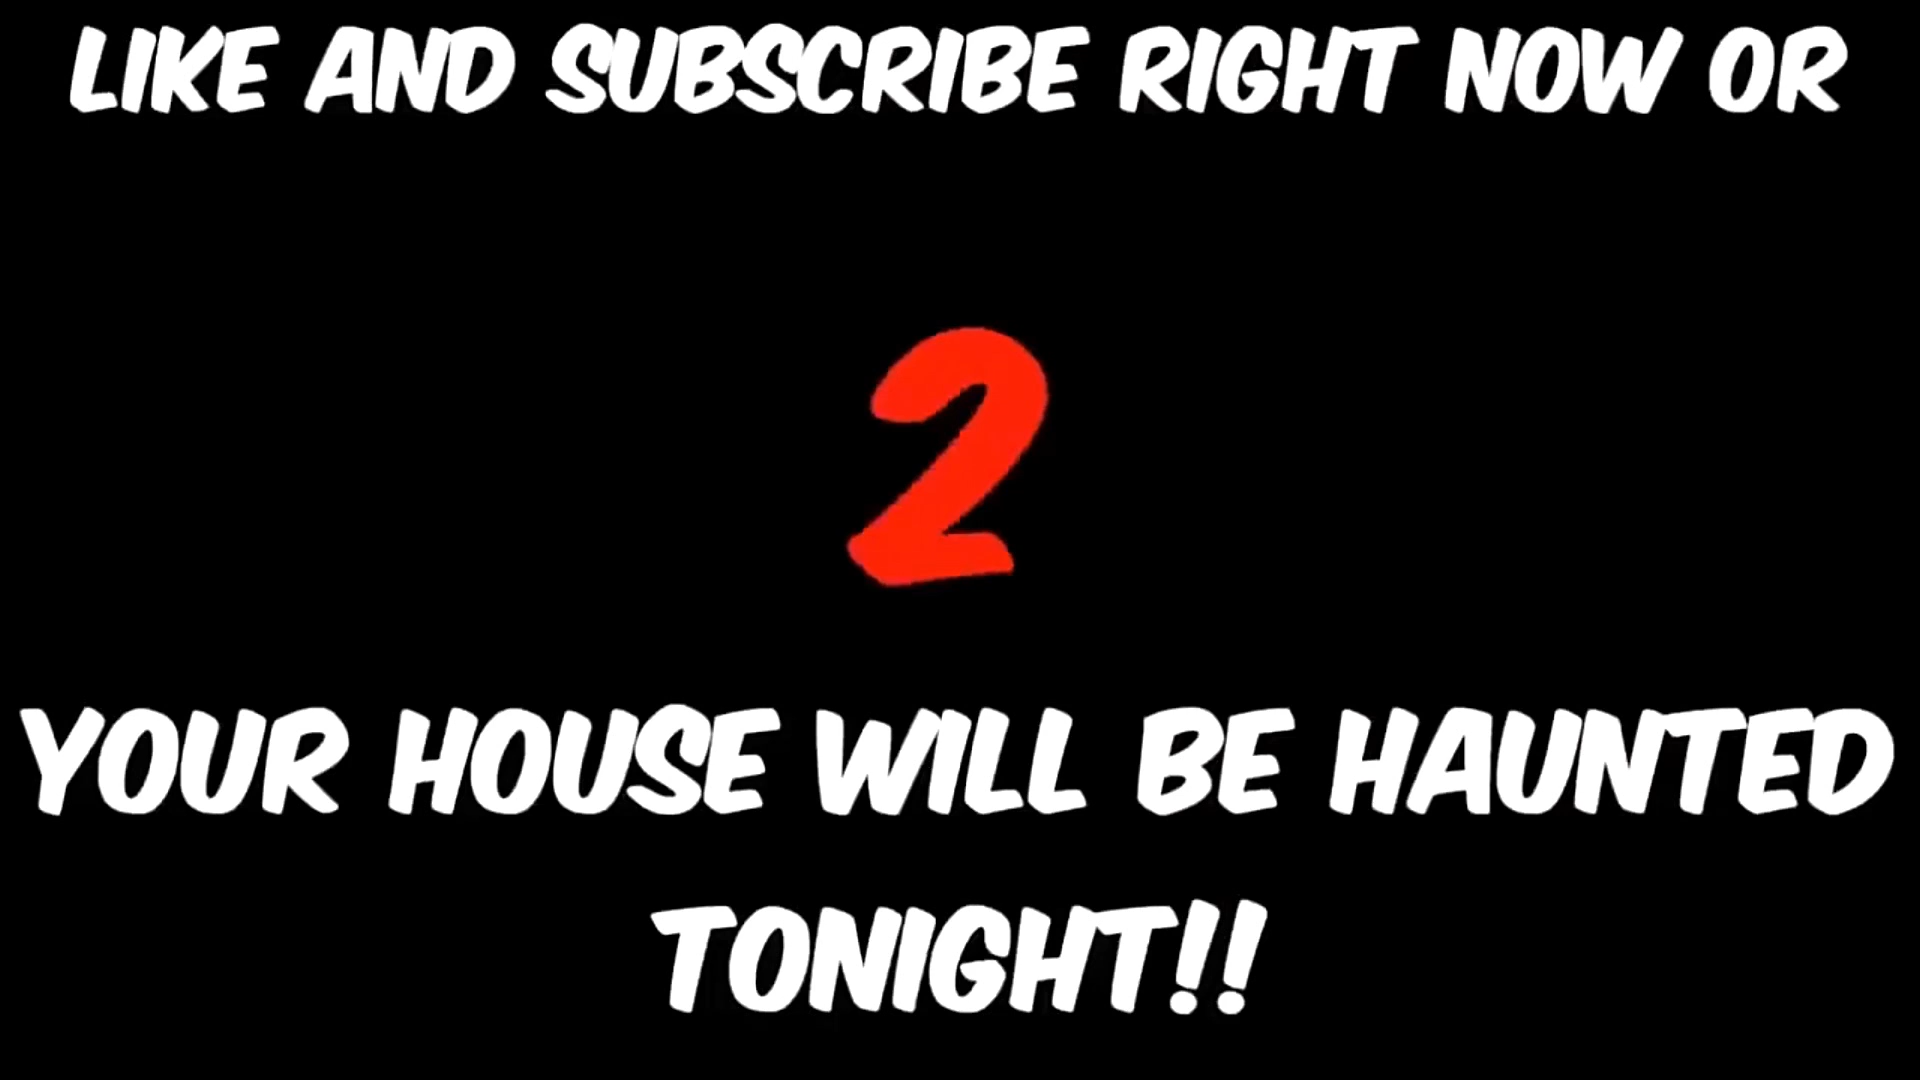 LIKE AND SUBSCRIBE RIGHT NOW OR
2
YOUR HOUSE WILL BE HAUNTED
TONIGHT!!